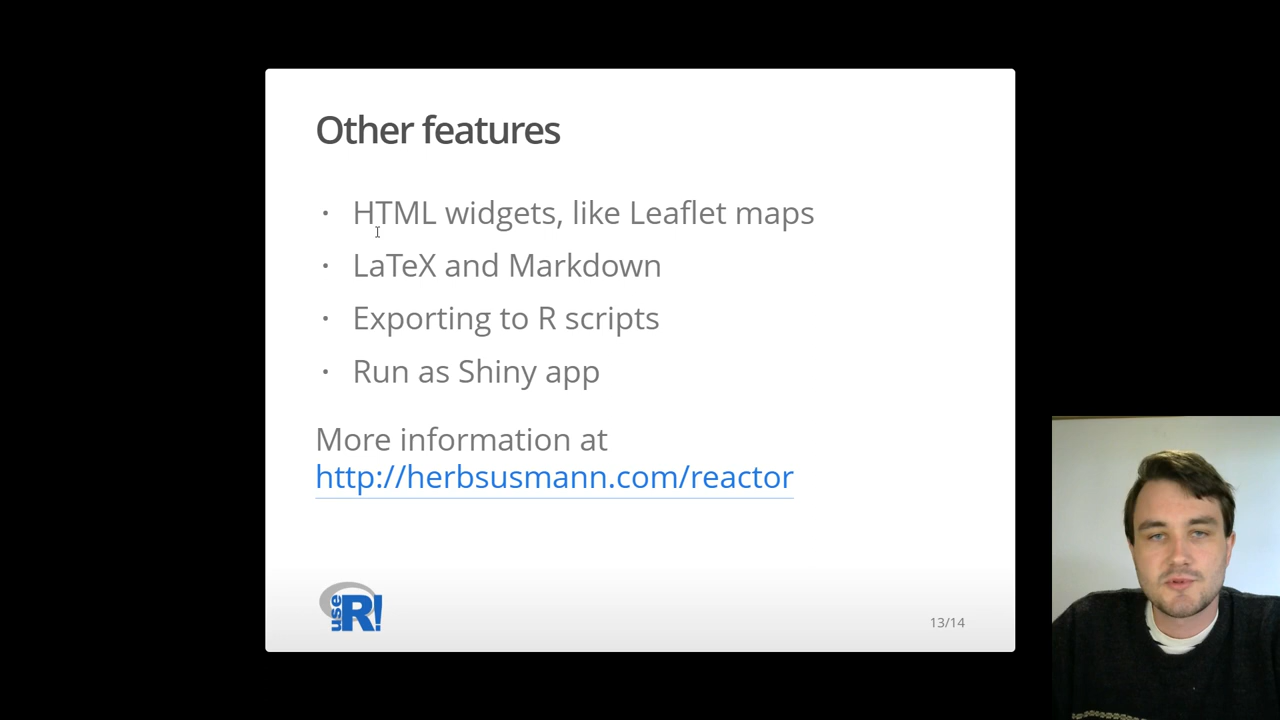 Other features
• HTML widgets, like Leaflet maps
• LaTeX and Markdown
• Exporting to R scripts
• Run as Shiny app
More information at
http://herbsusmann.com/reactor
use R!
13/14